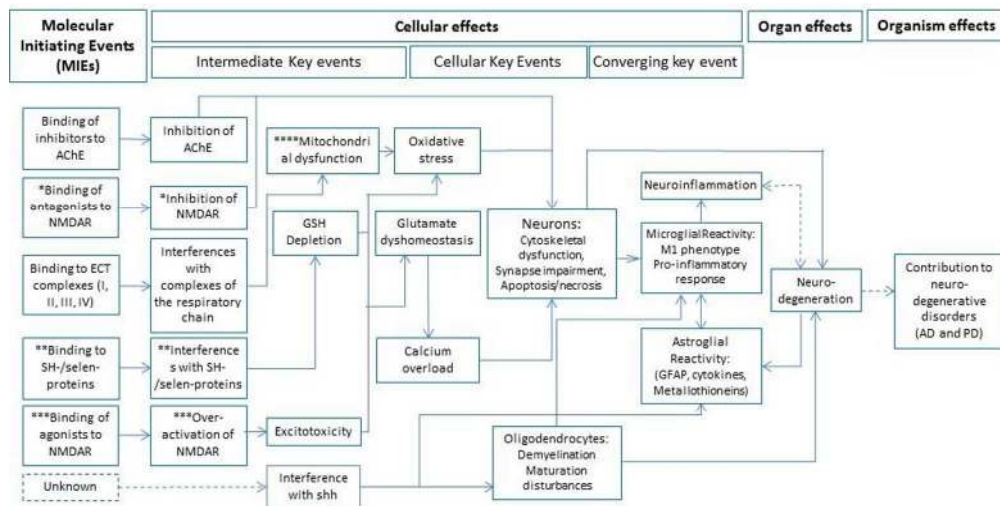 Molecular
Initiating Events
(MIEs)
Cellular effects
Organ effects
Organism effects
Intermediate Key events
Cellular Key Events
Converging key event
Binding of
inhibitors to
AChE
Inhibition of
AChE
****Mitochondri
al dysfunction
Oxidative
stress
*Binding of
antagonists to
NMDAR
*Inhibition of
NMDAR
GSH
Depletion
Glutamate
dyshomeostasis
Neurons:
Cytoskeletal
dysfunction,
Synapse impairment,
Apoptosis/necrosis
Neuroinflammation
Microglial Reactivity:
M1 phenotype
Pro-inflammatory
response
Neuro-
degeneration
Contribution to
neuro-
degenerative
disorders
(AD and PD)
Binding to ECT
complexes (I,
II, III, IV)
Interferences
with
complexes of
the respiratory
chain
Calcium
overload
Astroglial
Reactivity:
(GFAP, cytokines,
Metallothioneins)
**Binding to
SH-/selen-
proteins
**Interference
s with SH-
/selen-proteins
***Binding of
agonists to
NMDAR
***Over-
activation of
NMDAR
Excitotoxicity
Oligodendrocytes:
Demyelination
Maturation
disturbances
Unknown
Interference
with shh